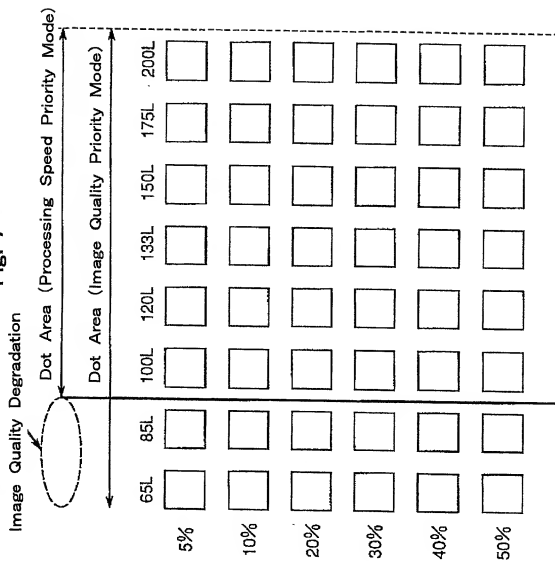 Fig.
Image Quality Degradation
Dot Area (Processing Speed Priority Mode)
Dot Area (Image Quality Priority Mode)
65L 85L 100L 120L 133L 150L 175L 200L
5%
10%
20%
30%
40%
50%